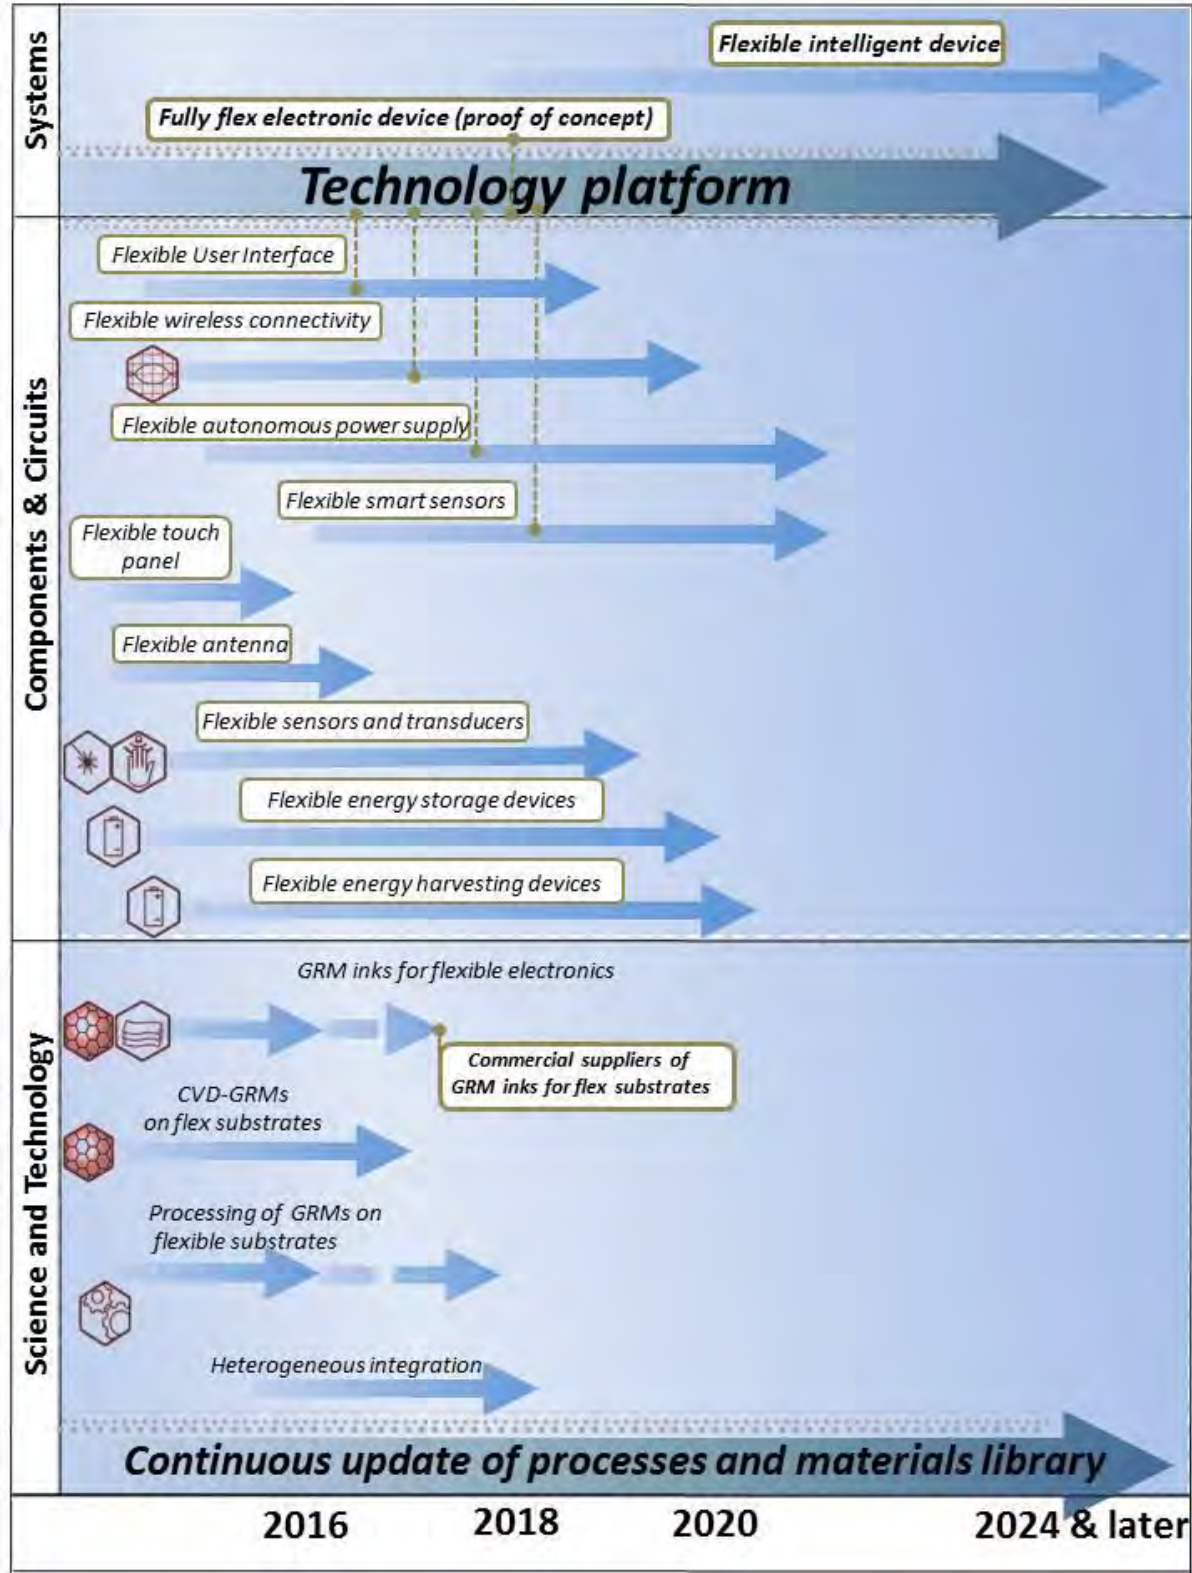 Systems
Flexible intelligent device
Fully flex electronic device (proof of concept)
Technology platform
Components & Circuits
Flexible User Interface
Flexible wireless connectivity
Flexible autonomous power supply
Flexible smart sensors
Flexible touch
panel
Flexible antenna
Flexible sensors and transducers
Flexible energy storage devices
Flexible energy harvesting devices
Science and Technology
GRM inks for flexible electronics
Commercial suppliers of
GRM inks for flex substrates
CVD-GRMs
on flex substrates
Processing of GRMs on
flexible substrates
Heterogeneous integration
Continuous update of processes and materials library
2016 2018 2020 2024 & later